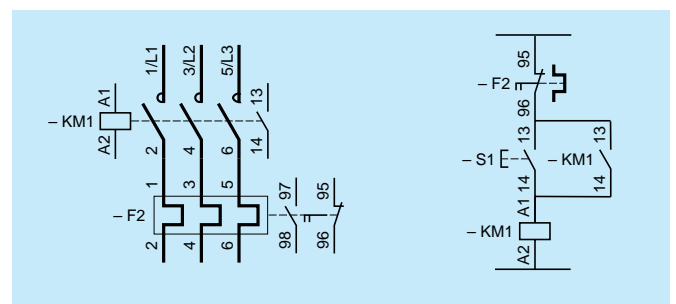 1/L1 3/L2 5/L3
A1 13
– KM1
A2 2 4 6 14
1 3 5 97 95
– F2
2 4 6 98 96
95
– F2
96
13 13
– S1 – KM1
14 14
A1
– KM1
A2